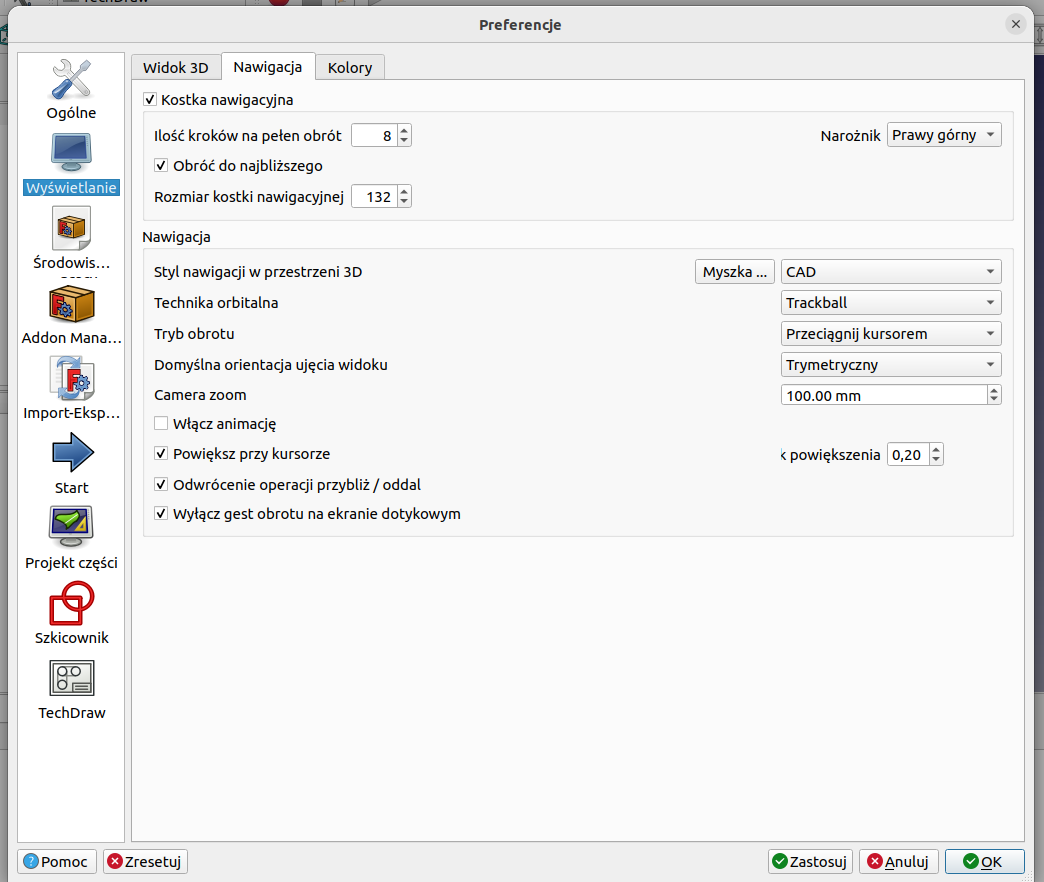 TechDraw
Preferencje
Ogólne
Wyświetlanie
Środowis...
Addon Mana...
Import-Eksp...
Start
Projekt części
Szkicownik
TechDraw
Widok 3D Nawigacja Kolory
Kostka nawigacyjna
Ilość kroków na pełen obrót 8 Narożnik Prawy górny
Obróć do najbliższego
Rozmiar kostki nawigacyjnej 132
Nawigacja
Styl nawigacji w przestrzeni 3D Myszka ... CAD
Technika orbitalna Trackball
Tryb obrotu Przeciągnij kursorem
Domyślna orientacja ujęcia widoku Trymetryczny
Camera zoom 100.00 mm
Włącz animację
Powiększ przy kursorze k powiększenia 0,20
Odwrócenie operacji przybliż / oddal
Wyłącz gest obrotu na ekranie dotykowym
Pomoc Zresetuj Zastosuj Anuluj OK